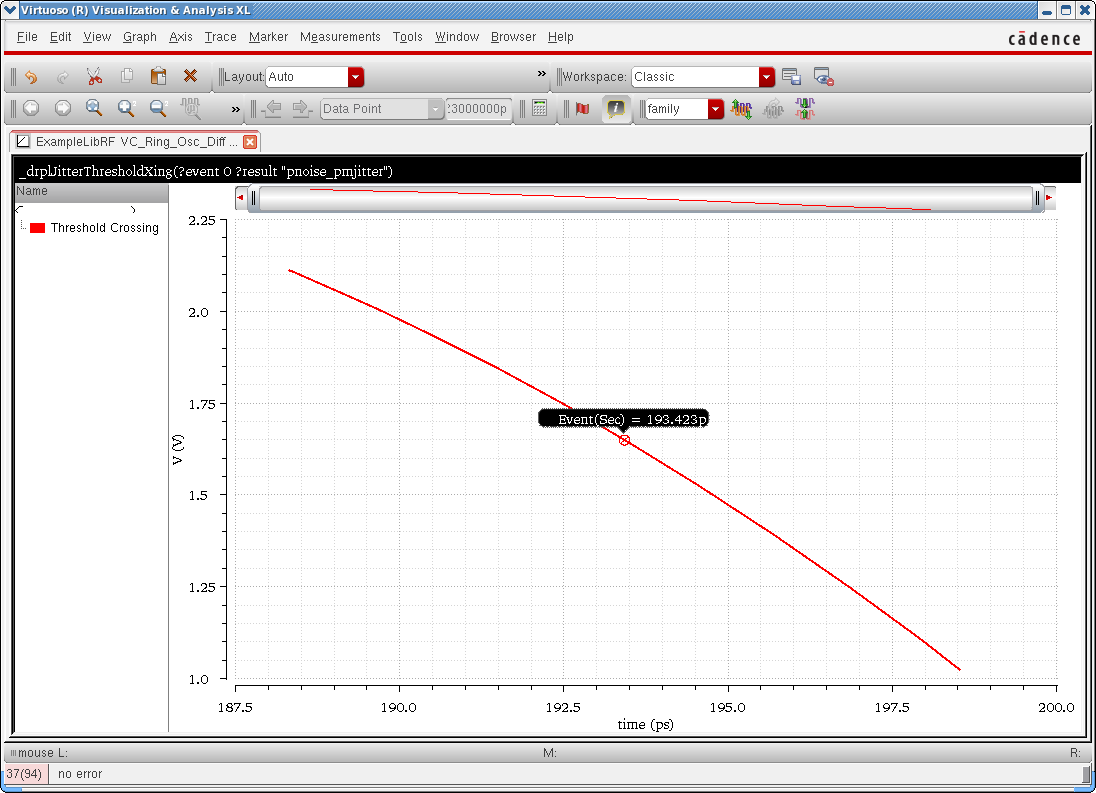 Virtuoso (R) Visualization & Analysis XL
File Edit View Graph Axis Trace Marker Measurements Tools Window Browser Help
cādence
Layout: Auto » Workspace: Classic
» Data Point :3000000p family
ExampleLibRF VC_Ring_Osc_Diff ...
_drplJitterThresholdXing(?event 0 ?result "pnoise_pmjitter")
Name
Threshold Crossing
2.25
2.0
1.75
1.5
1.25
1.0
V (V)
Event(Sec) = 193.423p
187.5 190.0 192.5 195.0 197.5 200.0
time (ps)
mouse L: M: R:
37(94) no error